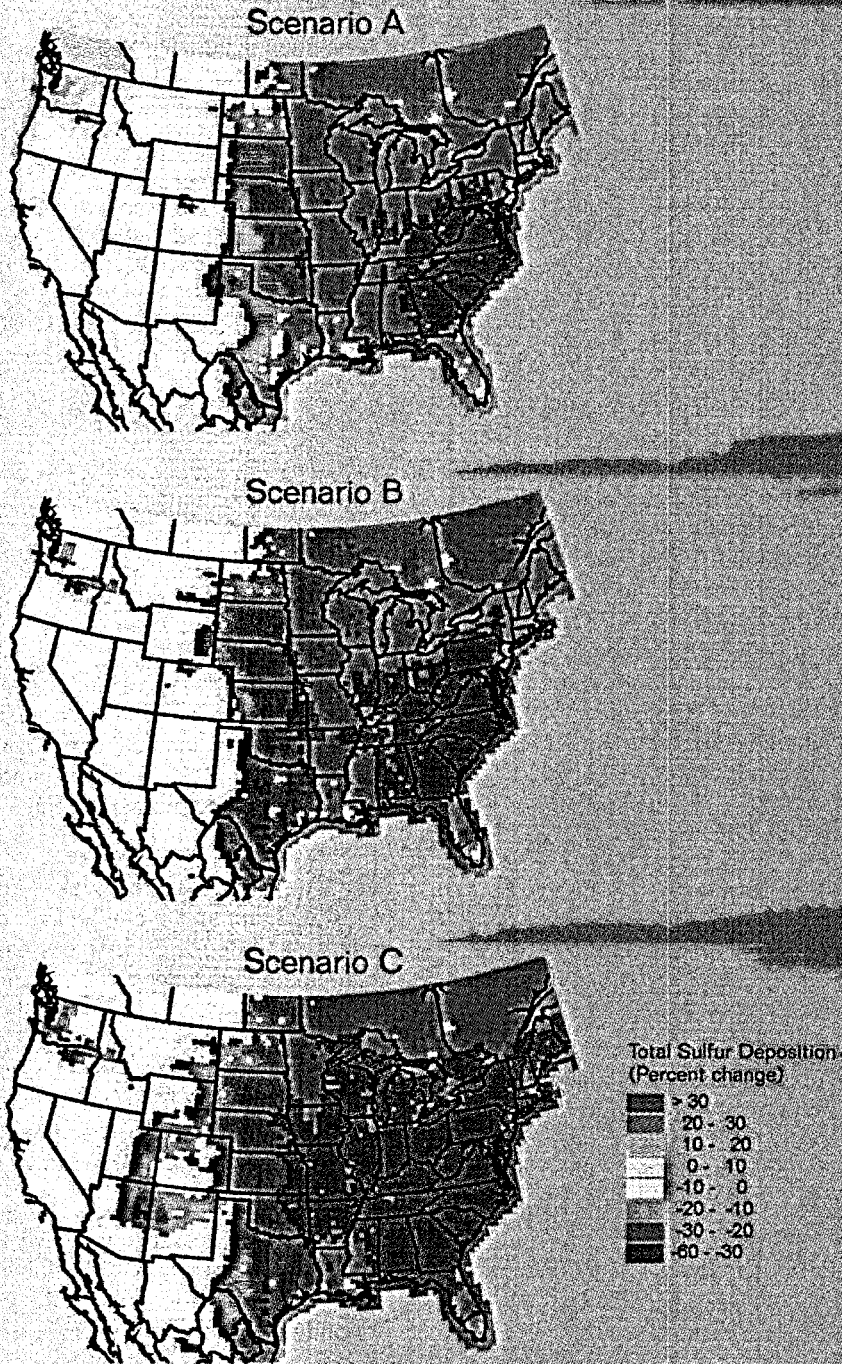 Scenario A
Scenario B
Scenario C
Total Sulfur Deposition
(Percent change)
> 30
20 - 30
10 - 20
0 - 10
-10 - 0
-20 - -10
-30 - -20
-60 - -30